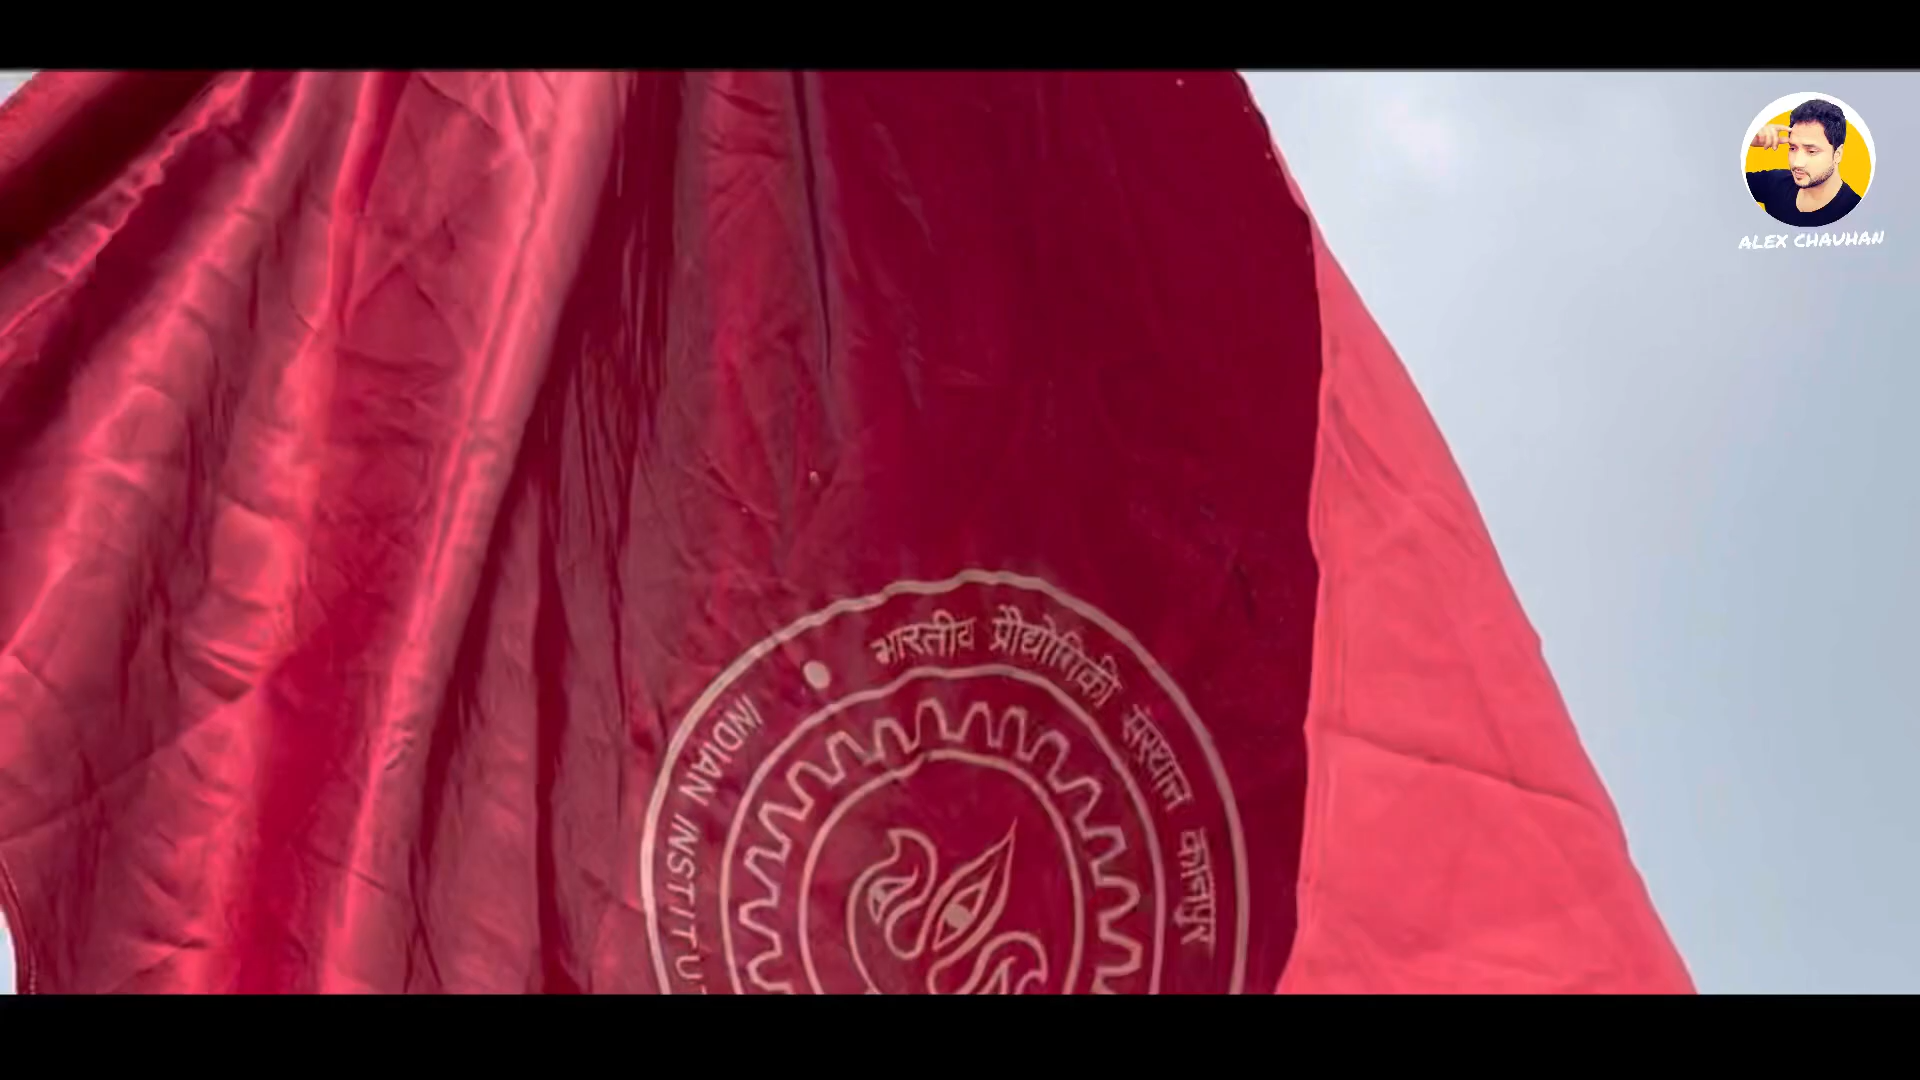 भारतीय प्रौद्योगिकी संस्थान कानपुर
INDIAN INSTITU
ALEX CHAUHAN